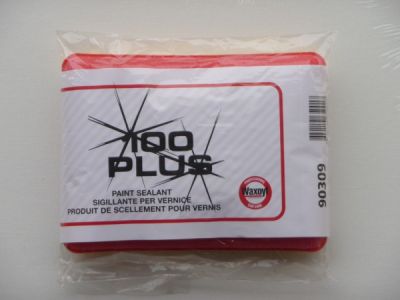 100
PLUS
PAINT SEALANT
SIGILLANTE PER VERNICE
PRODUIT DE SCELLEMENT POUR VERNIS
Waxoyl
90309